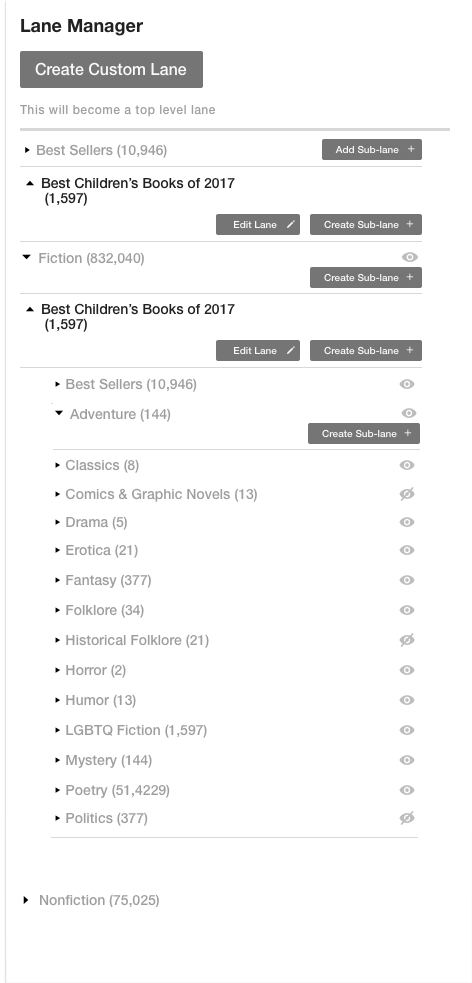 Lane Manager
Create Custom Lane
This will become a top level lane
Best Sellers (10,946)
Add Sub-lane +
Best Children’s Books of 2017
(1,597)
Edit Lane
Create Sub-lane +
Fiction (832,040)
Create Sub-lane +
Best Children’s Books of 2017
(1,597)
Edit Lane
Create Sub-lane +
Best Sellers (10,946)
Adventure (144)
Create Sub-lane +
Classics (8)
Comics & Graphic Novels (13)
Drama (5)
Erotica (21)
Fantasy (377)
Folklore (34)
Historical Folklore (21)
Horror (2)
Humor (13)
LGBTQ Fiction (1,597)
Mystery (144)
Poetry (51,4229)
Politics (377)
Nonfiction (75,025)